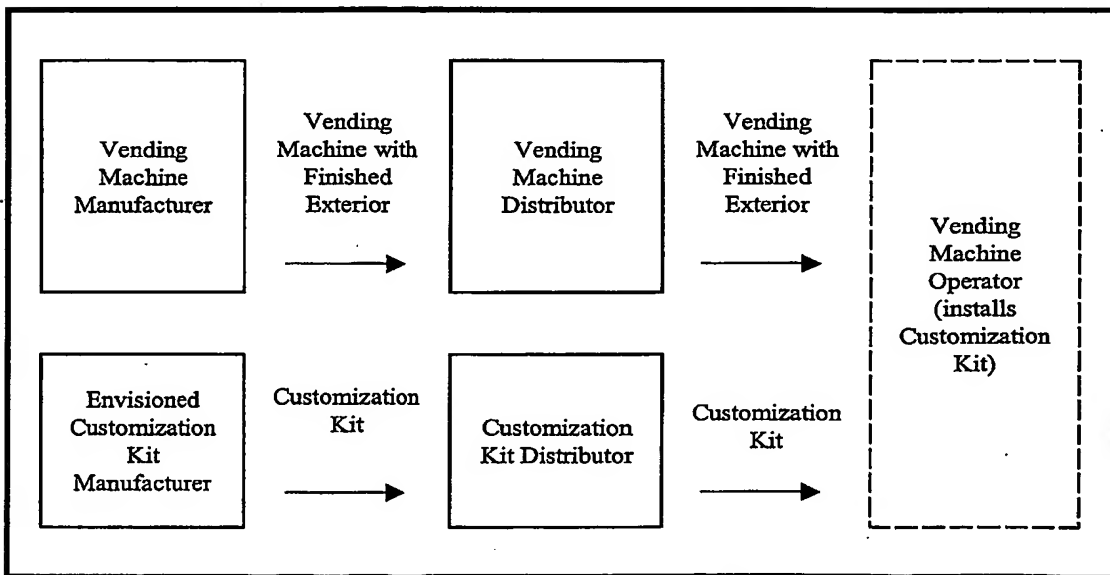 Vending
Machine
Manufacturer
Vending
Machine with
Finished
Exterior
Vending
Machine
Distributor
Vending
Machine with
Finished
Exterior
Vending
Machine
Operator
(installs
Customization
Kit)
Envisioned
Customization
Kit
Manufacturer
Customization
Kit
Customization
Kit Distributor
Customization
Kit